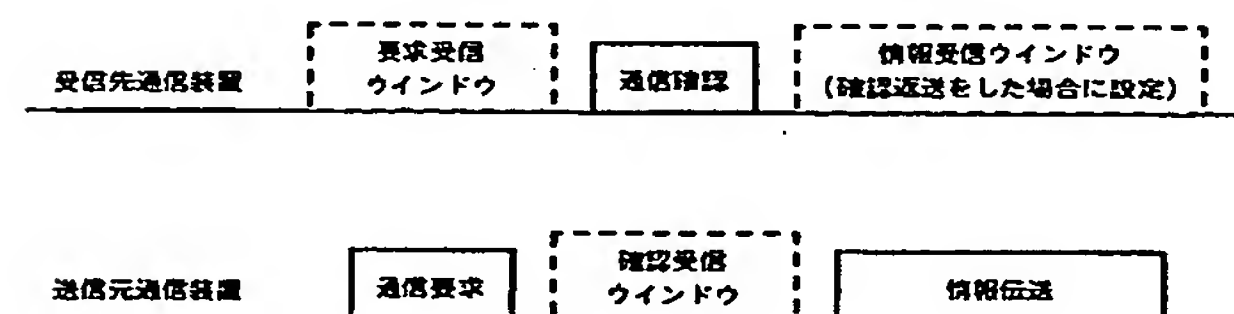 受信先通信装置
要求受信
ウインドウ
通信確認
情報受信ウインドウ
(確認返送をした場合に設定)
送信元通信装置
通信要求
確認受信
ウインドウ
情報伝送